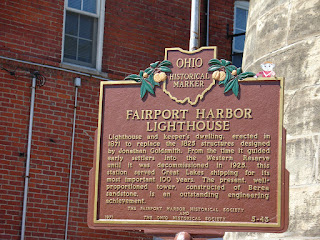 OHIO
HISTORICAL
MARKER
FAIRPORT HARBOR
LIGHTHOUSE
Lighthouse and keeper's dwelling, erected in
1871 to replace the 1825 structures designed
by Jonathan Goldsmith. From the time it guided
early settlers into the Western Reserve
until it was decommissioned in 1925, this
station served Great Lakes shipping for its
most important 100 years. The present, well-
proportioned tower, constructed of Berea
sandstone, is an outstanding engineering
achievement.
THE FAIRPORT HARBOR HISTORICAL SOCIETY
AND
THE OHIO HISTORICAL SOCIETY
5-43